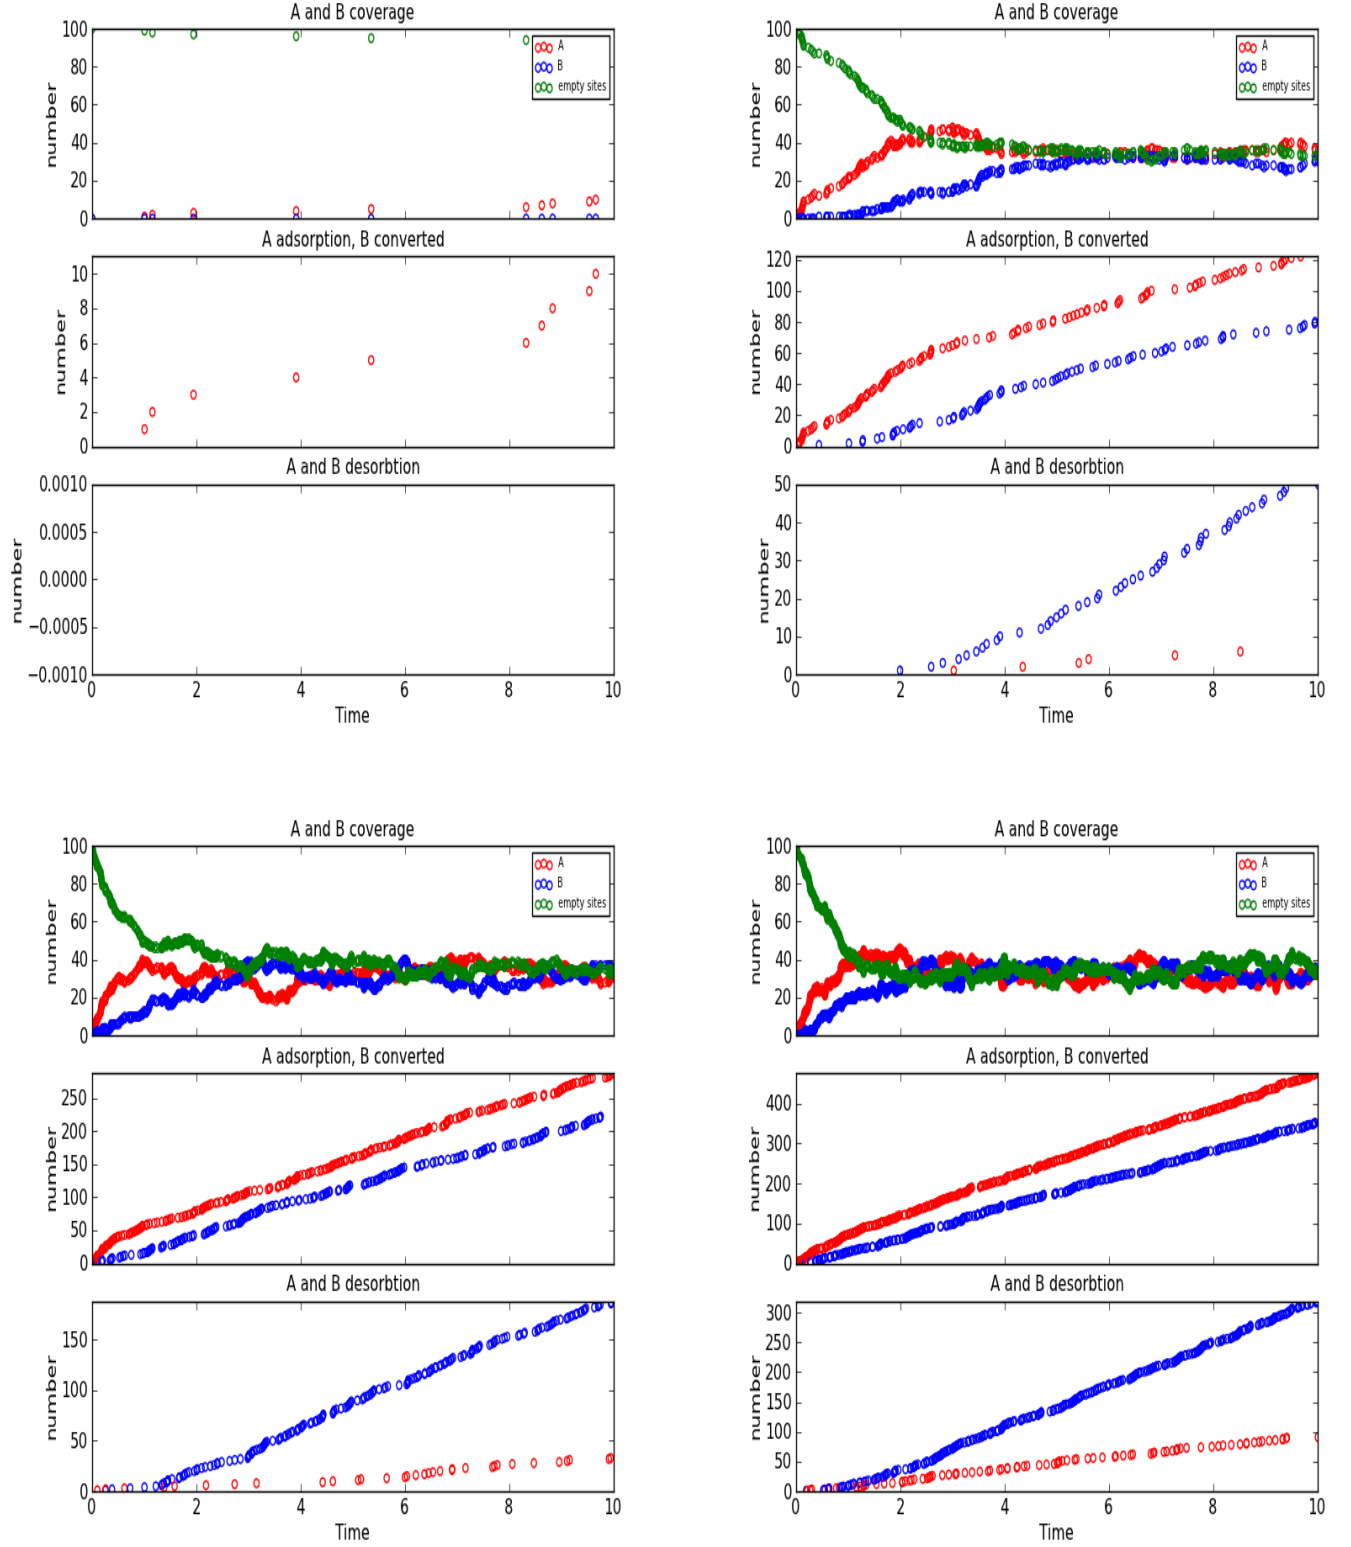 A and B coverage
100
80
60
40
20
0
number
A
B
empty sites
A adsorption, B converted
10
8
6
4
2
0
number
A and B desorbtion
0.0010
0.0005
0.0000
−0.0005
−0.0010
number
0 2 4 6 8 10
Time
A and B coverage
100
80
60
40
20
0
number
A
B
empty sites
A adsorption, B converted
120
100
80
60
40
20
0
number
A and B desorbtion
50
40
30
20
10
0
number
0 2 4 6 8 10
Time
A and B coverage
100
80
60
40
20
0
number
A
B
empty sites
A adsorption, B converted
250
200
150
100
50
0
number
A and B desorbtion
150
100
50
0
number
0 2 4 6 8 10
Time
A and B coverage
100
80
60
40
20
0
number
A
B
empty sites
A adsorption, B converted
400
300
200
100
0
number
A and B desorbtion
300
250
200
150
100
50
0
number
0 2 4 6 8 10
Time